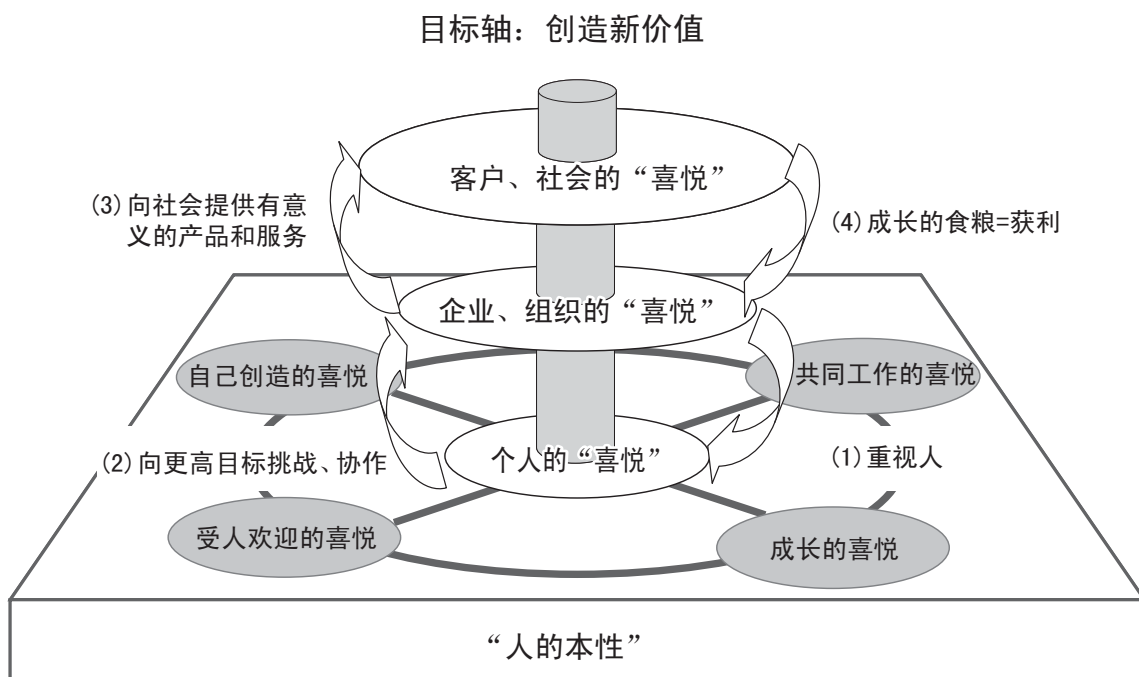 目标轴：创造新价值
客户、社会的“喜悦”
(3)向社会提供有意
义的产品和服务
(4)成长的食粮=获利
企业、组织的“喜悦”
自己创造的喜悦
共同工作的喜悦
(2)向更高目标挑战、协作
个人的“喜悦”
(1)重视人
受人欢迎的喜悦
成长的喜悦
“人的本性”